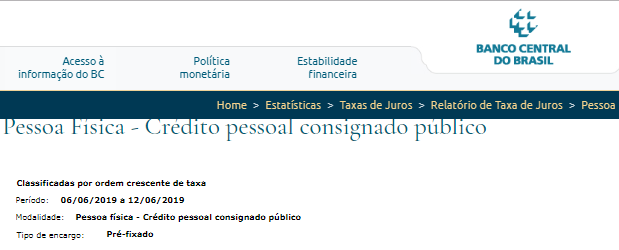 BANCO CENTRAL
DO BRASIL
Acesso à
informação do BC
Política
monetária
Estabilidade
financeira
Home > Estatísticas > Taxas de Juros > Relatório de Taxa de Juros > Pessoa
Pessoa Física - Crédito pessoal consignado público
Classificadas por ordem crescente de taxa
Período: 06/06/2019 a 12/06/2019
Modalidade: Pessoa física - Crédito pessoal consignado público
Tipo de encargo: Pré-fixado